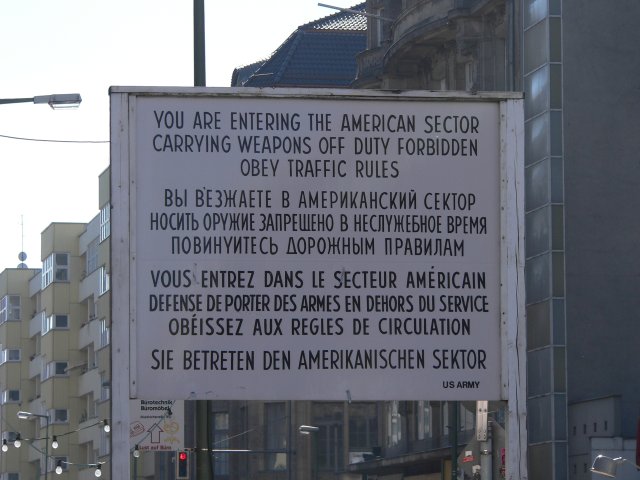 YOU ARE ENTERING THE AMERICAN SECTOR
CARRYING WEAPONS OFF DUTY FORBIDDEN
OBEY TRAFFIC RULES
ВЫ ВЪЕЗЖАЕТЕ В АМЕРИКАНСКИЙ СЕКТОР
НОСИТЬ ОРУЖИЕ ЗАПРЕЩЕНО В НЕСЛУЖЕБНОЕ ВРЕМЯ
ПОВИНУЙТЕСЬ ДОРОЖНЫМ ПРАВИЛАМ
VOUS ENTREZ DANS LE SECTEUR AMÉRICAIN
DEFENSE DE PORTER DES ARMES EN DEHORS DU SERVICE
OBÉISSEZ AUX REGLES DE CIRCULATION
SIE BETRETEN DEN AMERIKANISCHEN SEKTOR
US ARMY
Bürotechnik
Büromöbel